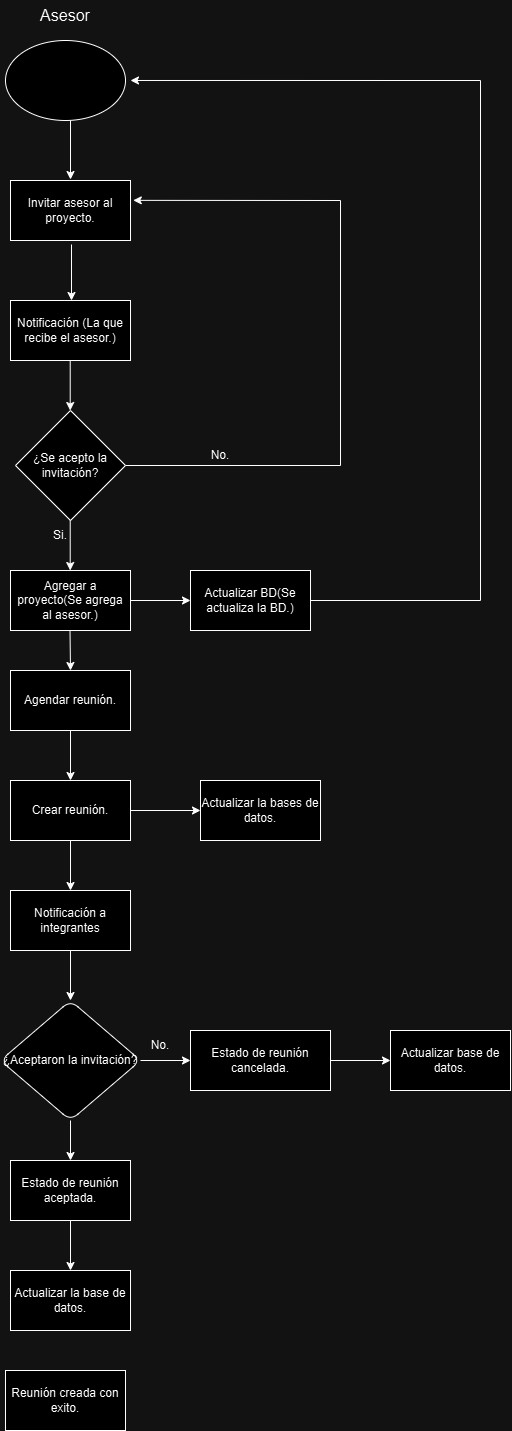 Asesor
Invitar asesor al
proyecto.
Notificación (La que
recibe el asesor.)
¿Se acepto la
invitación?
No.
Si.
Agregar a
proyecto(Se agrega
al asesor.)
Actualizar BD(Se
actualiza la BD.)
Agendar reunión.
Crear reunión.
Actualizar la bases de
datos.
Notificación a
integrantes
¿Aceptaron la invitación?
No.
Estado de reunión
cancelada.
Actualizar base de
datos.
Estado de reunión
aceptada.
Actualizar la base de
datos.
Reunión creada con
exito.